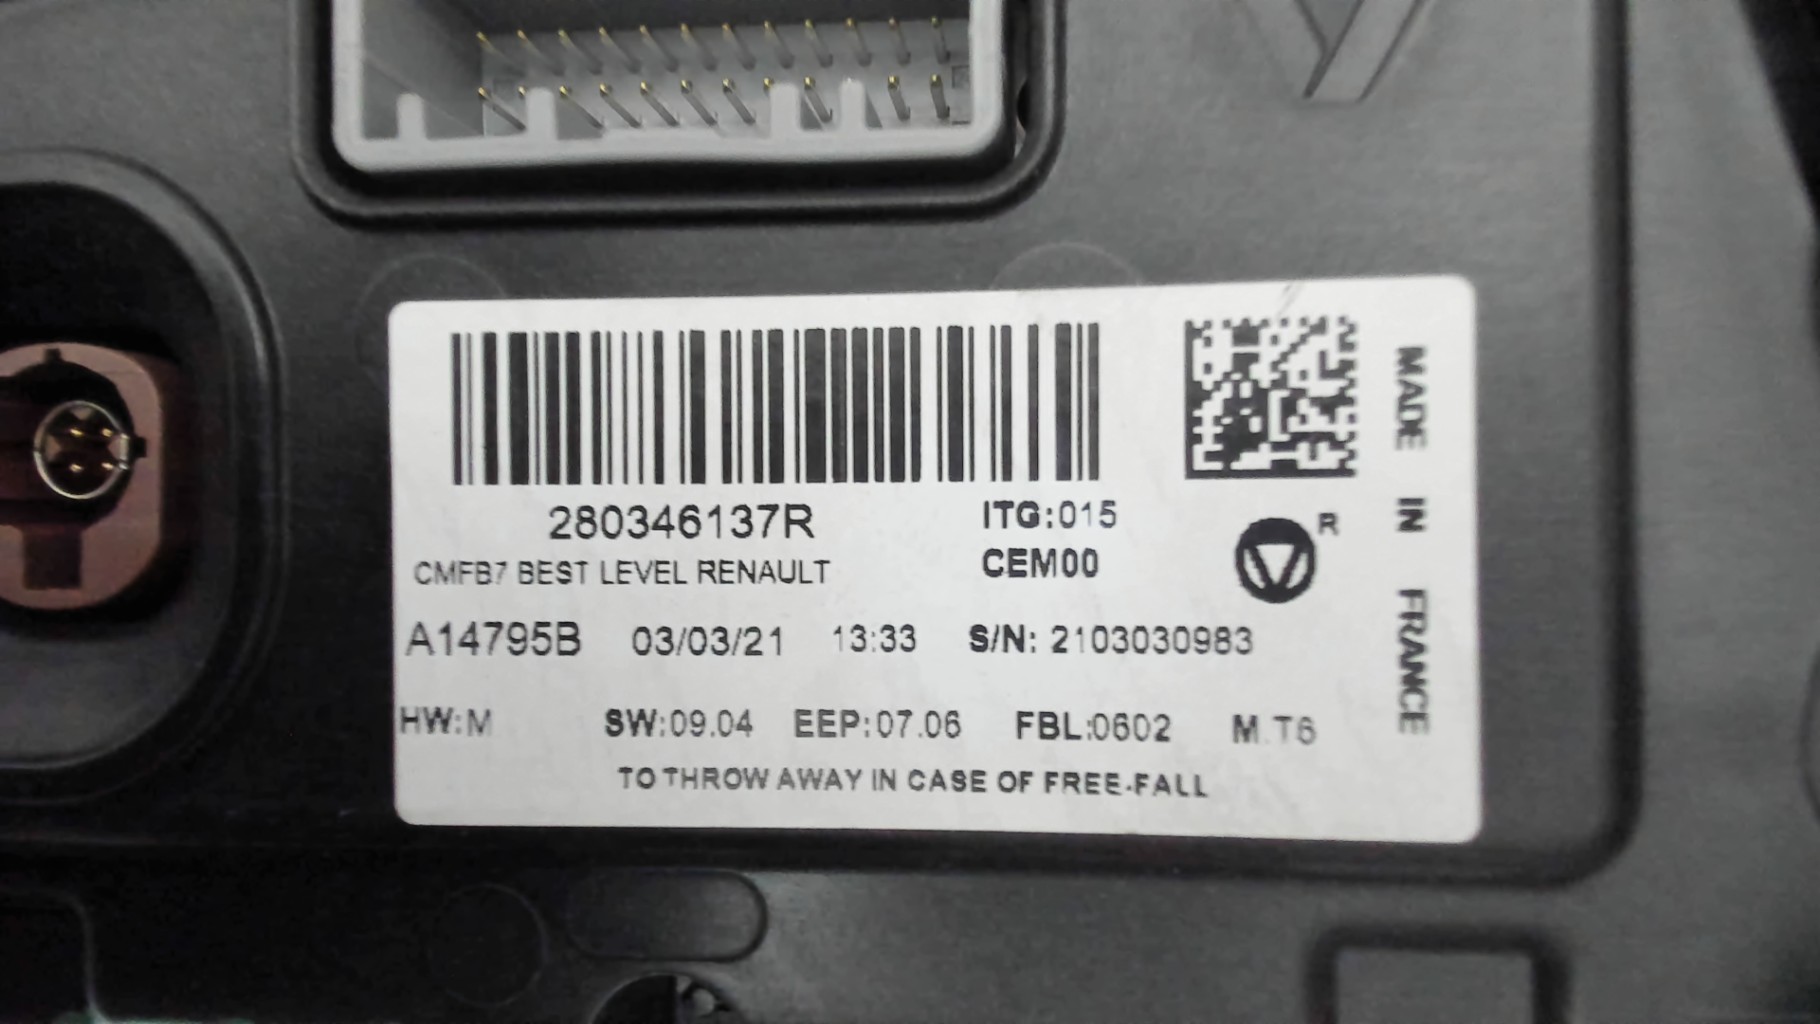 280346137R
ITG:015
CMFB7 BEST LEVEL RENAULT
CEM00
R
A14795B 03/03/21 13:33 S/N: 2103030983
HW:M SW:09.04 EEP:07.06 FBL:0602 M.T6
TO THROW AWAY IN CASE OF FREE-FALL
MADE IN FRANCE